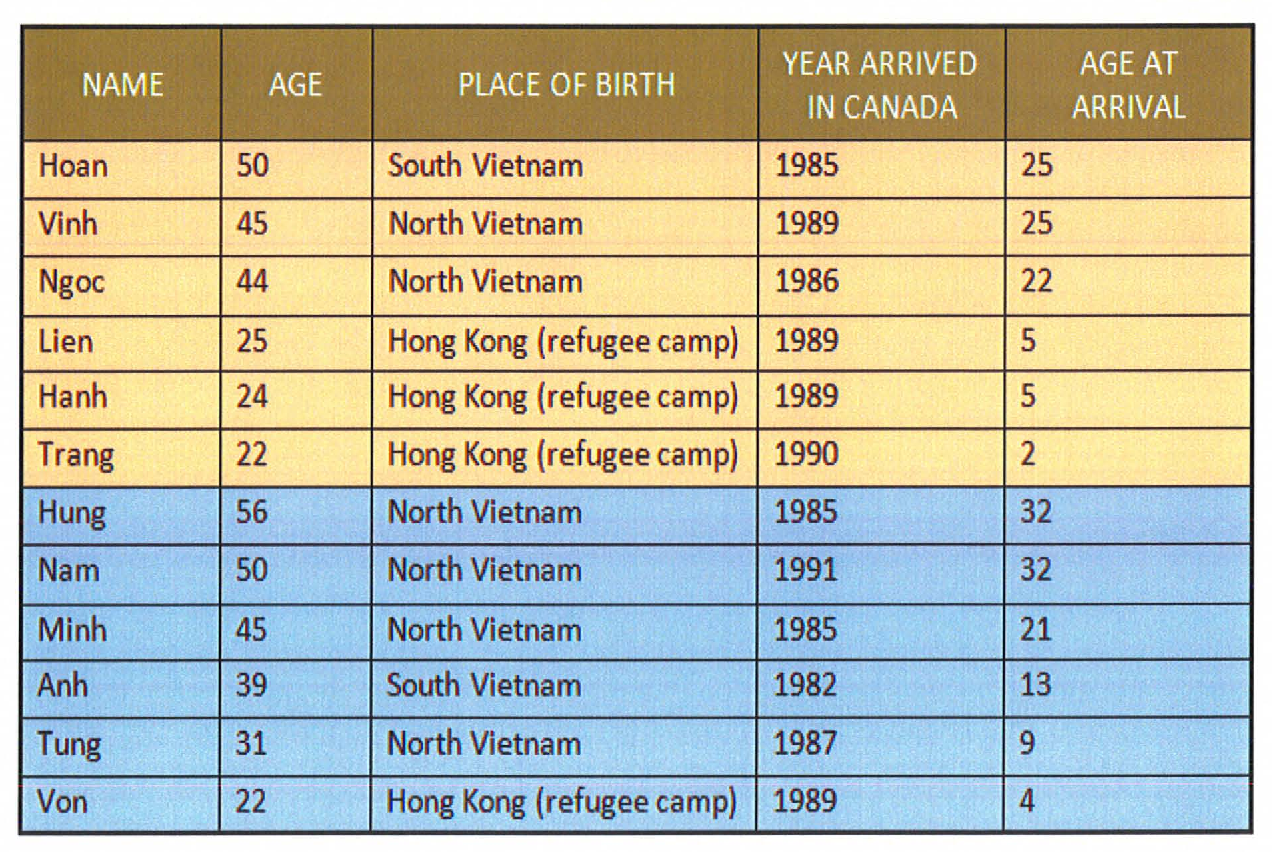 NAME AGE PLACE OF BIRTH YEAR ARRIVED IN CANADA AGE AT ARRIVAL
Hoan 50 South Vietnam 1985 25
Vinh 45 North Vietnam 1989 25
Ngoc 44 North Vietnam 1986 22
Lien 25 Hong Kong (refugee camp) 1989 5
Hanh 24 Hong Kong (refugee camp) 1989 5
Trang 22 Hong Kong (refugee camp) 1990 2
Hung 56 North Vietnam 1985 32
Nam 50 North Vietnam 1991 32
Minh 45 North Vietnam 1985 21
Anh 39 South Vietnam 1982 13
Tung 31 North Vietnam 1987 9
Von 22 Hong Kong (refugee camp) 1989 4